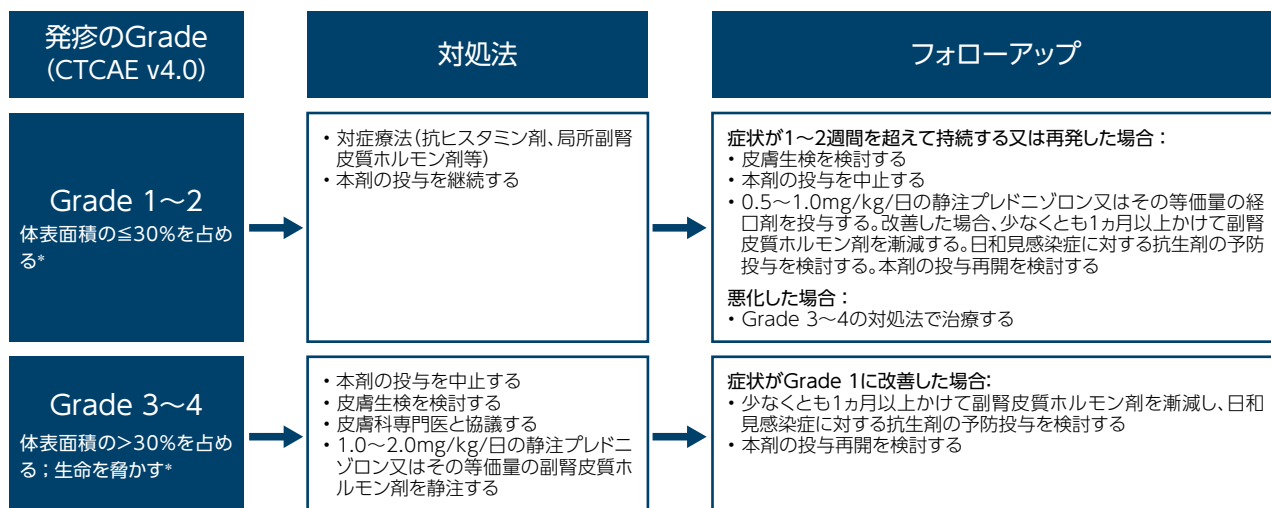 発疹のGrade
(CTCAE v4.0)
対処法
フォローアップ
Grade 1〜2
体表面積の≦30%を占め
る*
・対症療法(抗ヒスタミン剤、局所副腎
皮質ホルモン剤等)
・本剤の投与を継続する
症状が1〜2週間を超えて持続する又は再発した場合:
・皮膚生検を検討する
・本剤の投与を中止する
・0.5〜1.0mg/kg/日の静注プレドニゾロン又はその等価量の経
口剤を投与する。改善した場合、少なくとも1ヵ月以上かけて副腎
皮質ホルモン剤を漸減する。日和見感染症に対する抗生剤の予防
投与を検討する。本剤の投与再開を検討する
悪化した場合:
・Grade 3〜4の対処法で治療する
Grade 3〜4
体表面積の>30%を占め
る;生命を脅かす*
・本剤の投与を中止する
・皮膚生検を検討する
・皮膚科専門医と協議する
・1.0〜2.0mg/kg/日の静注プレドニ
ゾロン又はその等価量の副腎皮質ホ
ルモン剤を静注する
症状がGrade 1に改善した場合:
・少なくとも1ヵ月以上かけて副腎皮質ホルモン剤を漸減し、日和
見感染症に対する抗生剤の予防投与を検討する
・本剤の投与再開を検討する